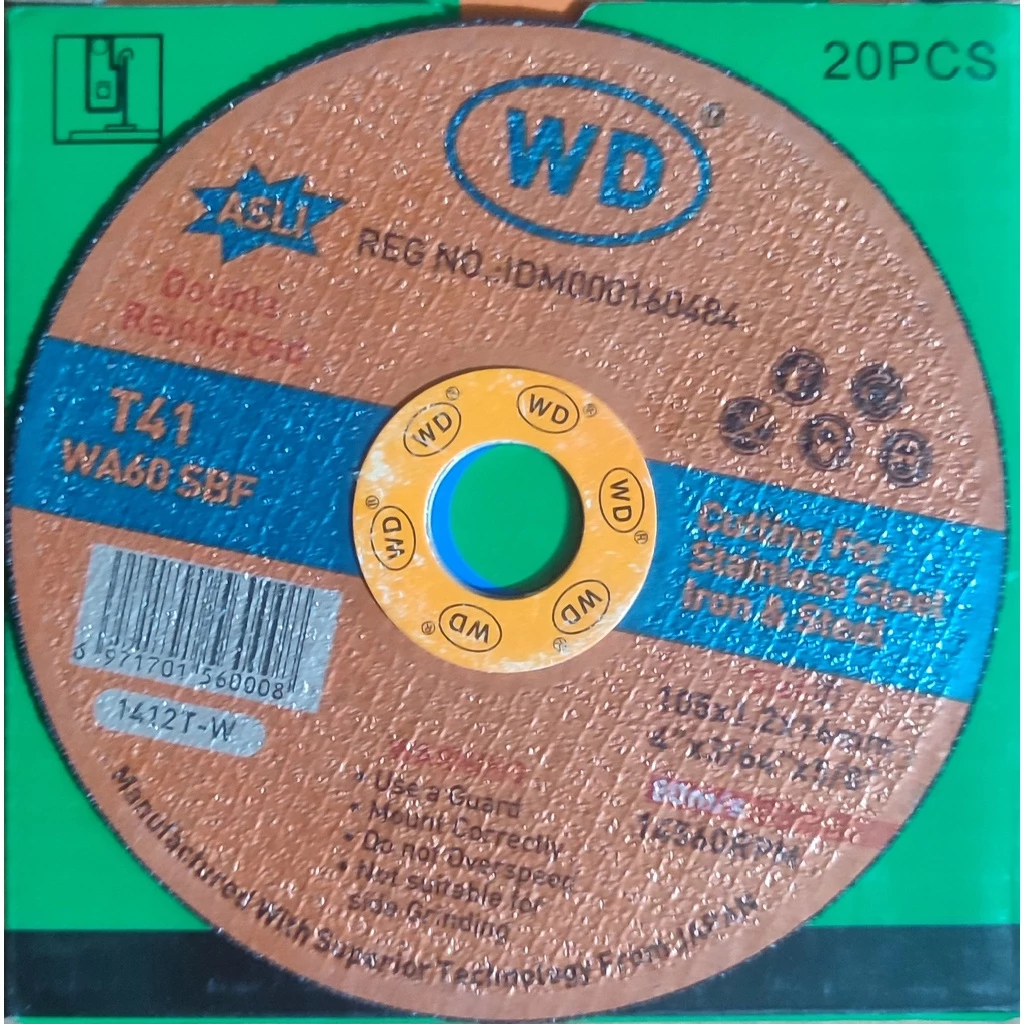 20PCS
WD
®
ASLI
REG NO.:IDM000160484
Double
Reinforced
T41
WA60 SBF
WD ®
WD ®
WD ®
WD ®
WD ®
WD ®
Cutting For
Stainless Steel
Iron & Steel
6 971701 560008
1412T-W
105x1.2x16mm
4"x3/64"x5/8"
80m/s
RPM
• Use a Guard
• Mount Correctly
• Do not Overspeed
• Not suitable for
side Grinding
Manufactured With Superior Technology From JAPAN